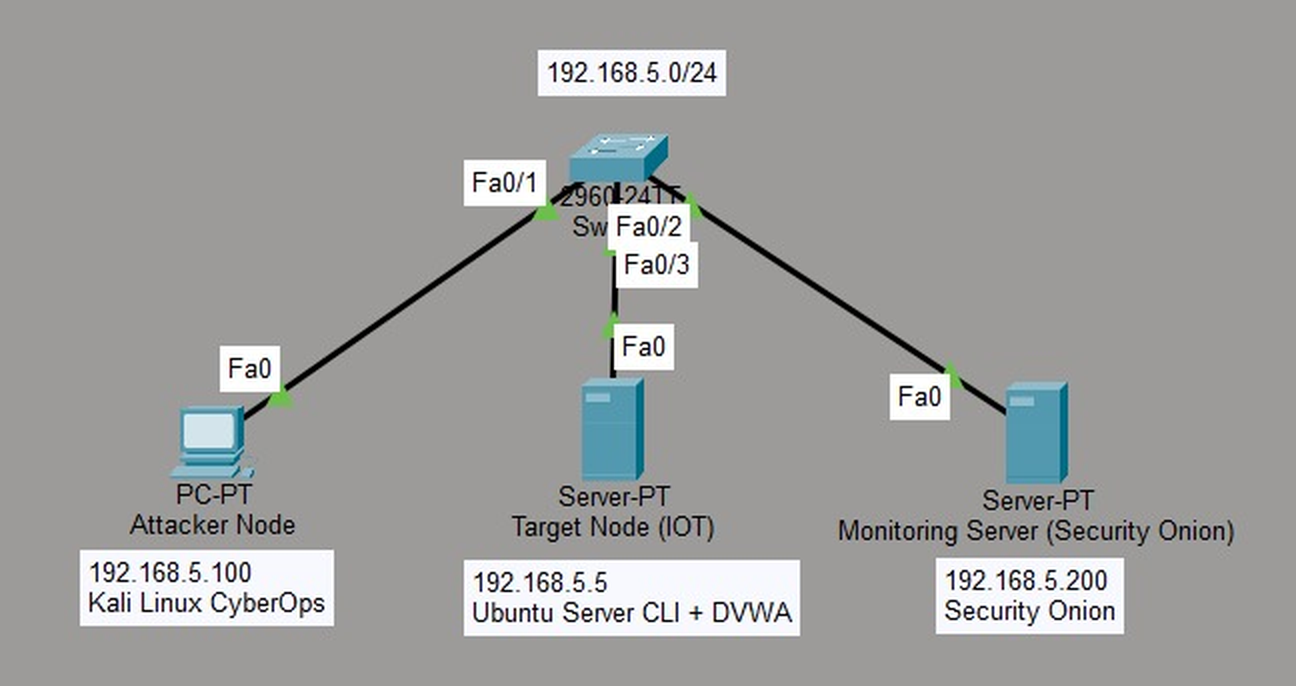 192.168.5.0/24
Fa0/1
2960-24TT
Fa0/2
Fa0/3
Fa0
Fa0
Fa0
PC-PT
Attacker Node
192.168.5.100
Kali Linux CyberOps
Server-PT
Target Node (IOT)
192.168.5.5
Ubuntu Server CLI + DVWA
Server-PT
Monitoring Server (Security Onion)
192.168.5.200
Security Onion